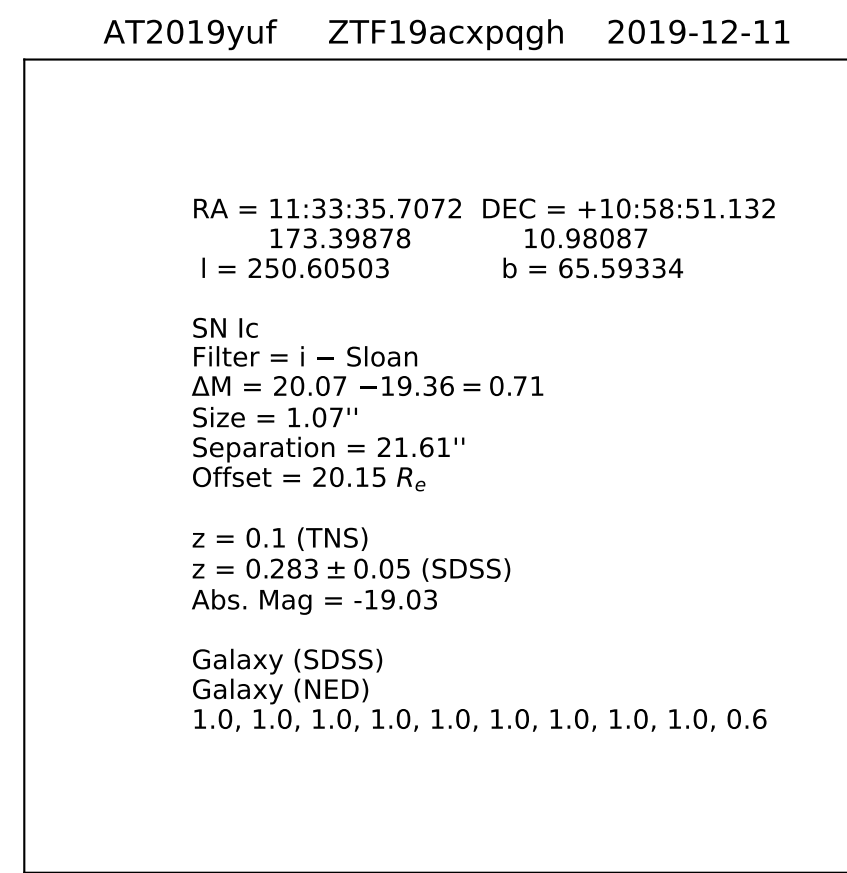 AT2019yuf ZTF19acxpqgh 2019-12-11
RA = 11:33:35.7072 DEC = +10:58:51.132
173.39878 10.98087
l = 250.60503 b = 65.59334
SN Ic
Filter = i − Sloan
ΔM = 20.07 −19.36 = 0.71
Size = 1.07''
Separation = 21.61''
Offset = 20.15 Rₑ
z = 0.1 (TNS)
z = 0.283 ± 0.05 (SDSS)
Abs. Mag = -19.03
Galaxy (SDSS)
Galaxy (NED)
1.0, 1.0, 1.0, 1.0, 1.0, 1.0, 1.0, 1.0, 1.0, 0.6